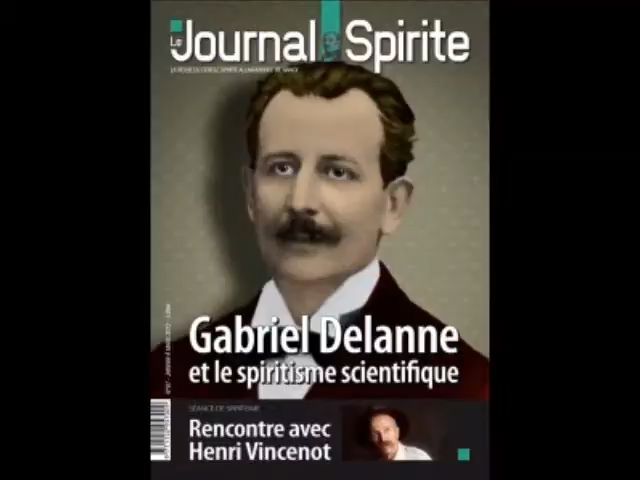 Le Journal Spirite
Gabriel Delanne
et le spiritisme scientifique
SÉANCE DE SPIRITISME
Rencontre avec
Henri Vincenot